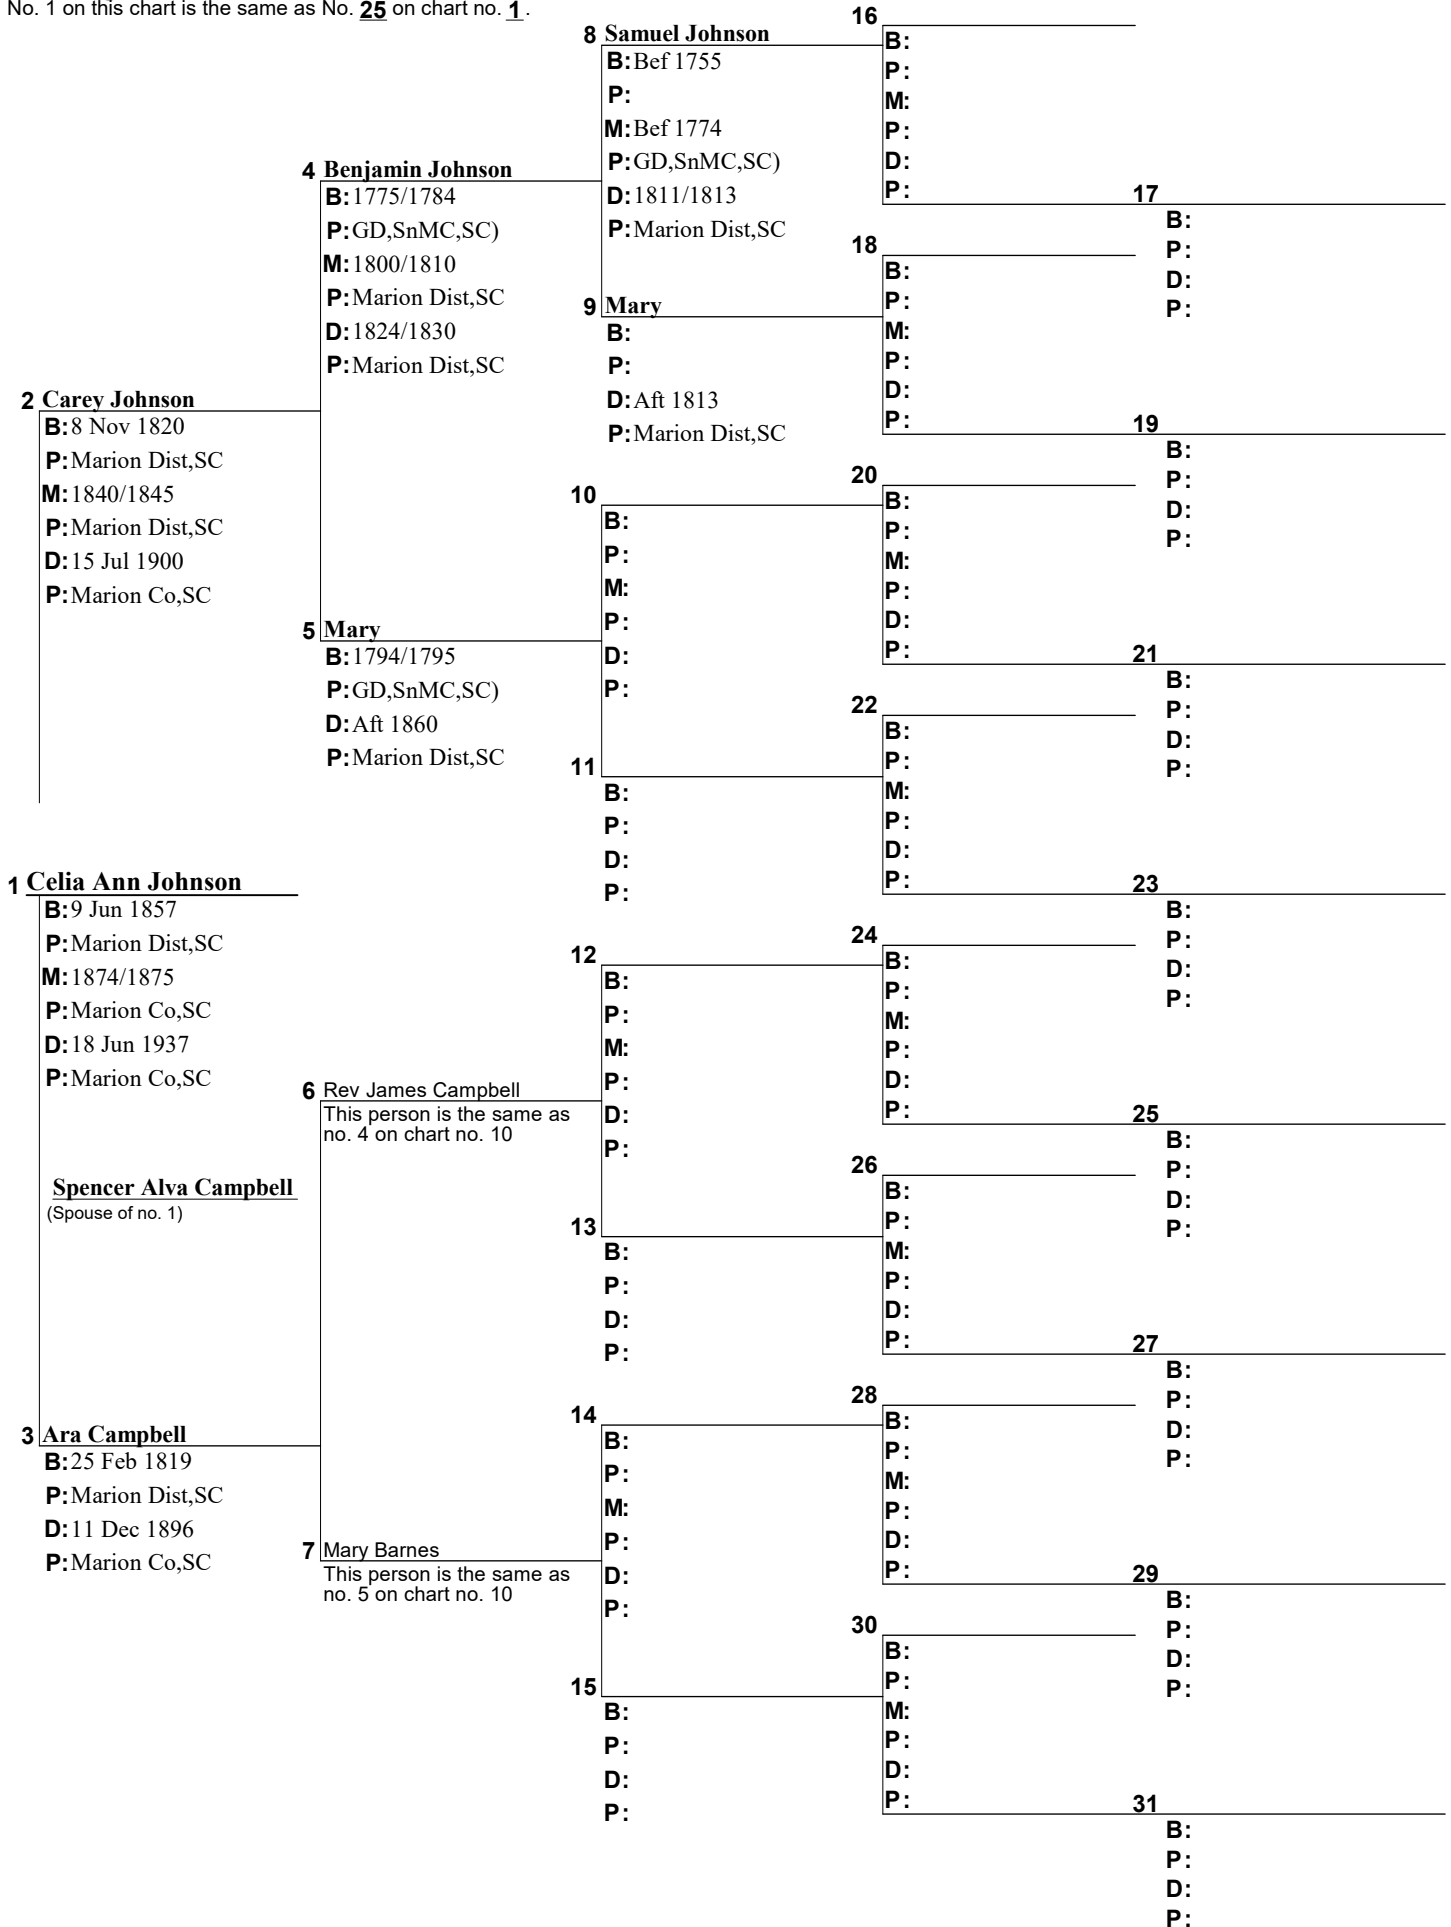 No. 1 on this chart is the same as No. 25 on chart no. 1.
1 Celia Ann Johnson
B: 9 Jun 1857
P: Marion Dist,SC
M: 1874/1875
P: Marion Co,SC
D: 18 Jun 1937
P: Marion Co,SC
Spencer Alva Campbell
(Spouse of no. 1)
2 Carey Johnson
B: 8 Nov 1820
P: Marion Dist,SC
M: 1840/1845
P: Marion Dist,SC
D: 15 Jul 1900
P: Marion Co,SC
3 Ara Campbell
B: 25 Feb 1819
P: Marion Dist,SC
D: 11 Dec 1896
P: Marion Co,SC
4 Benjamin Johnson
B: 1775/1784
P: GD,SnMC,SC)
M: 1800/1810
P: Marion Dist,SC
D: 1824/1830
P: Marion Dist,SC
5 Mary
B: 1794/1795
P: GD,SnMC,SC)
D: Aft 1860
P: Marion Dist,SC
6 Rev James Campbell
This person is the same as
no. 4 on chart no. 10
7 Mary Barnes
This person is the same as
no. 5 on chart no. 10
8 Samuel Johnson
B: Bef 1755
P:
M: Bef 1774
P: GD,SnMC,SC)
D: 1811/1813
P: Marion Dist,SC
9 Mary
B:
P:
D: Aft 1813
P: Marion Dist,SC
10
B:
P:
M:
P:
D:
P:
11
B:
P:
D:
P:
12
B:
P:
M:
P:
D:
P:
13
B:
P:
D:
P:
14
B:
P:
M:
P:
D:
P:
15
B:
P:
D:
P:
16
B:
P:
M:
P:
D:
P:
17
B:
P:
D:
P:
18
B:
P:
M:
P:
D:
P:
19
B:
P:
D:
P:
20
B:
P:
M:
P:
D:
P:
21
B:
P:
D:
P:
22
B:
P:
M:
P:
D:
P:
23
B:
P:
D:
P:
24
B:
P:
M:
P:
D:
P:
25
B:
P:
D:
P:
26
B:
P:
M:
P:
D:
P:
27
B:
P:
D:
P:
28
B:
P:
M:
P:
D:
P:
29
B:
P:
D:
P:
30
B:
P:
M:
P:
D:
P:
31
B:
P:
D:
P: